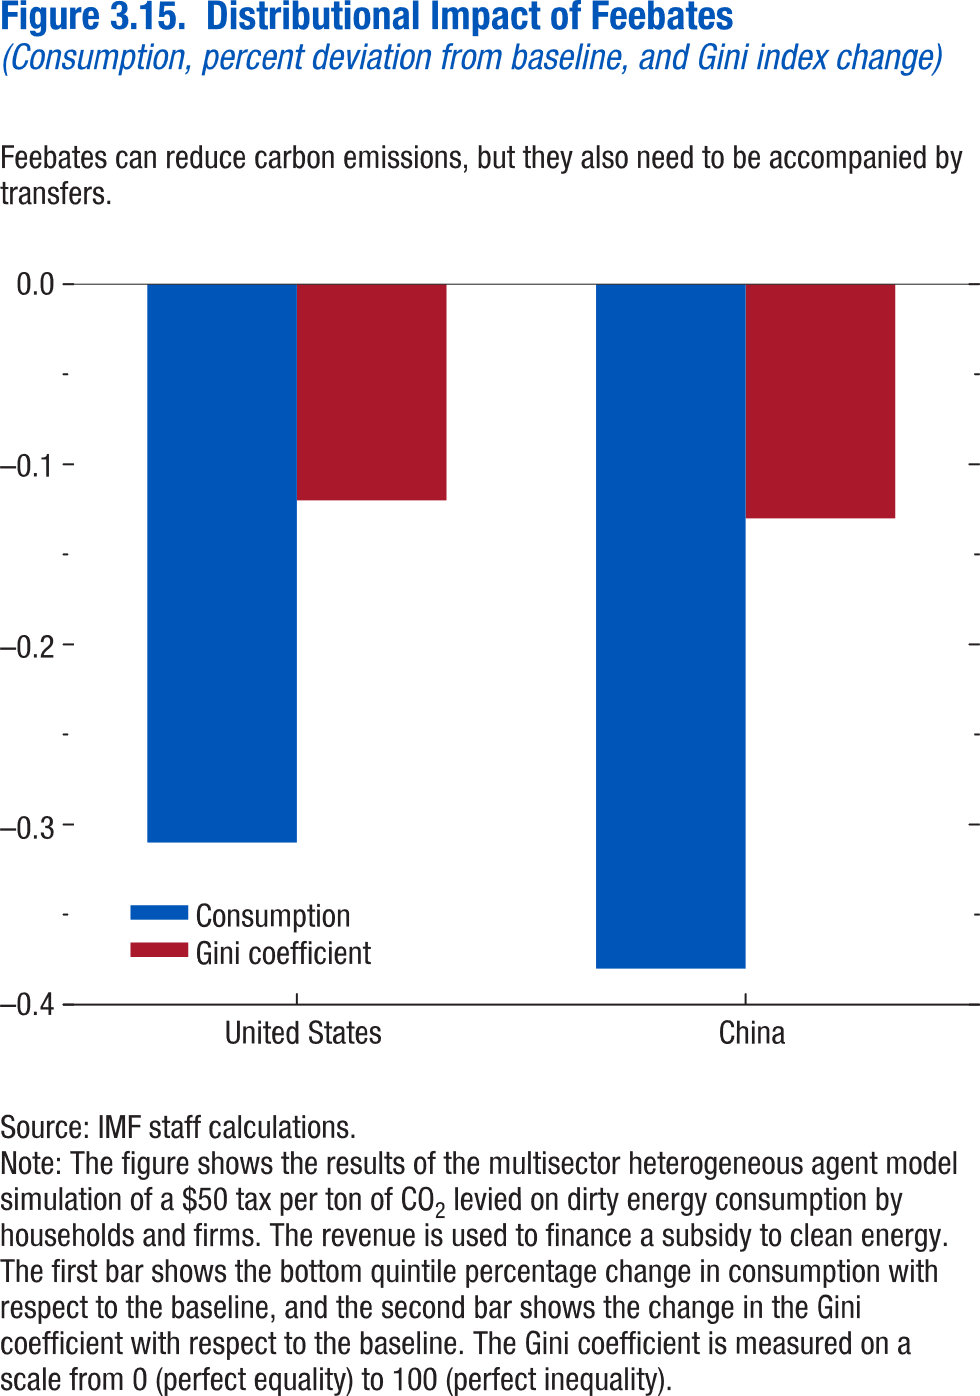 Figure 3.15. Distributional Impact of Feebates
(Consumption, percent deviation from baseline, and Gini index change)
Feebates can reduce carbon emissions, but they also need to be accompanied by
transfers.
0.0
–0.1
–0.2
–0.3
–0.4
Consumption
Gini coefficient
United States
China
Source: IMF staff calculations.
Note: The figure shows the results of the multisector heterogeneous agent model
simulation of a $50 tax per ton of CO₂ levied on dirty energy consumption by
households and firms. The revenue is used to finance a subsidy to clean energy.
The first bar shows the bottom quintile percentage change in consumption with
respect to the baseline, and the second bar shows the change in the Gini
coefficient with respect to the baseline. The Gini coefficient is measured on a
scale from 0 (perfect equality) to 100 (perfect inequality).